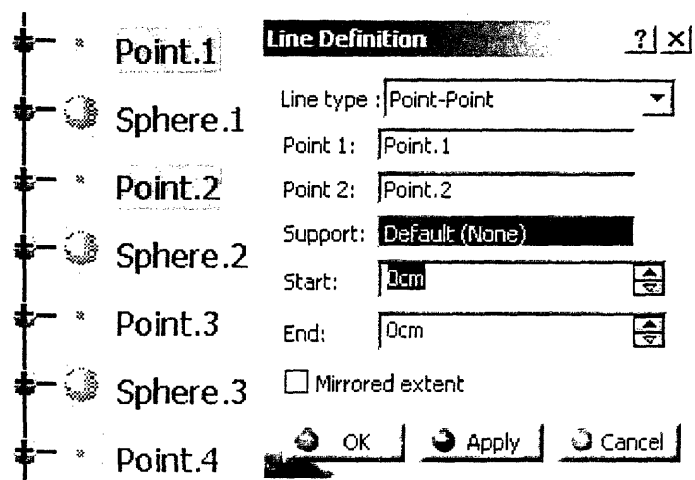 Point.1
Sphere.1
Point.2
Sphere.2
Point.3
Sphere.3
Point.4
Line Definition ? ×
Line type : Point-Point
Point 1: Point.1
Point 2: Point.2
Support: Default (None)
Start: 0cm
End: 0cm
Mirrored extent
OK Apply Cancel